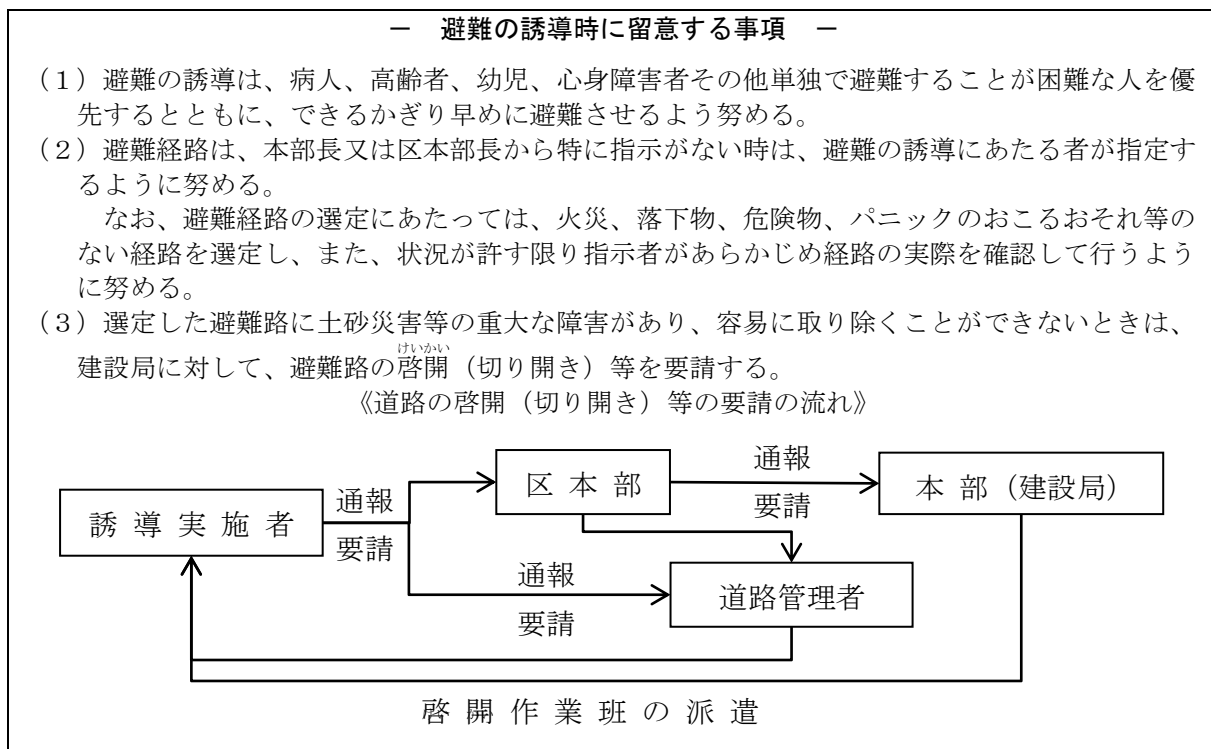 －　避難の誘導時に留意する事項　－
（１）避難の誘導は、病人、高齢者、幼児、心身障害者その他単独で避難することが困難な人を優
先するとともに、できるかぎり早めに避難させるよう努める。
（２）避難経路は、本部長又は区本部長から特に指示がない時は、避難の誘導にあたる者が指定す
るように努める。
なお、避難経路の選定にあたっては、火災、落下物、危険物、パニックのおこるおそれ等の
ない経路を選定し、また、状況が許す限り指示者があらかじめ経路の実際を確認して行うよう
に努める。
（３）選定した避難路に土砂災害等の重大な障害があり、容易に取り除くことができないときは、
けいかい
建設局に対して、避難路の啓開（切り開き）等を要請する。
《道路の啓開（切り開き）等の要請の流れ》
誘導実施者
通報
要請
区本部
通報
要請
本部（建設局）
通報
要請
道路管理者
啓開作業班の派遣